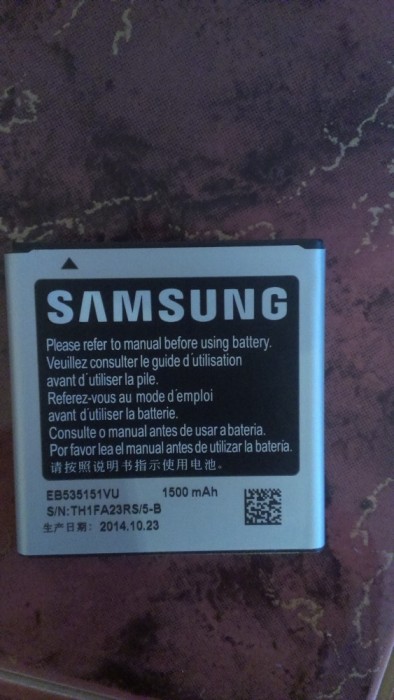 SAMSUNG
Please refer to manual before using battery.
Veuillez consulter le guide d'utilisation
avant d'utiliser la pile.
Referez-vous au mode d'emploi
avant d'utiliser la batterie.
Consulte o manual antes de usar a bateria.
Por favor lea el manual antes de utilizar la batería.
请按照说明书指示使用电池。
EB535151VU 1500 mAh
S/N:TH1FA23RS/5-B
生产日期: 2014.10.23